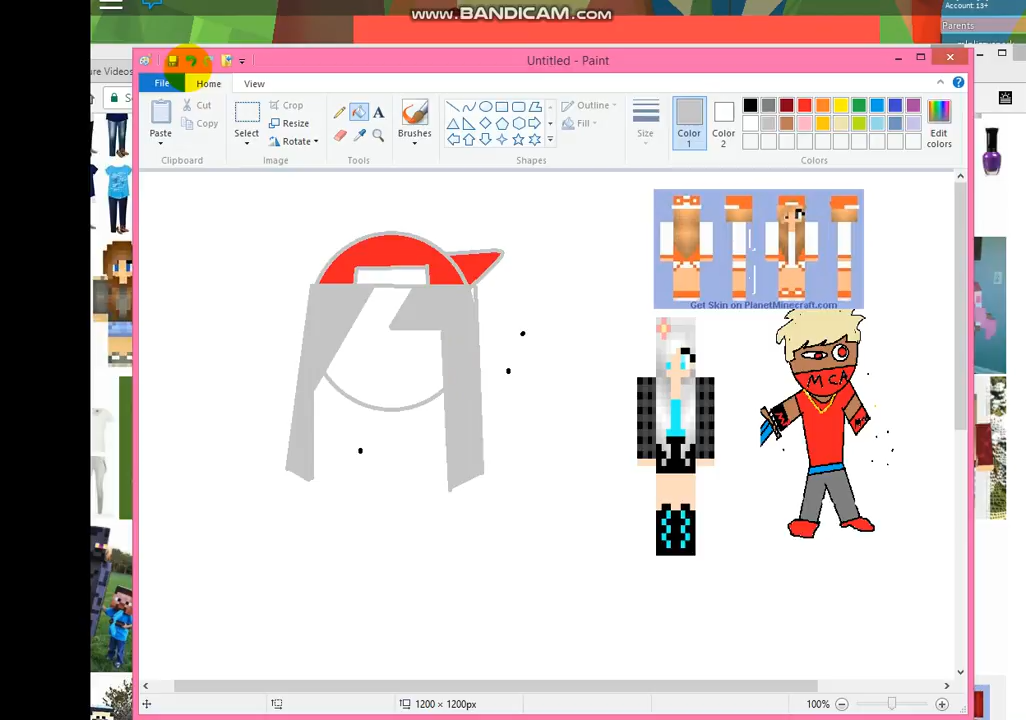 www.BANDICAM.com
Account: 13+
Parents
Untitled - Paint
ure Videos
File
Home
View
Paste
Cut
Copy
Clipboard
Select
Crop
Resize
Rotate
Image
A
Tools
Brushes
Outline
Fill
Shapes
Size
Color
1
Color
2
Edit
colors
Colors
Get Skin on PlanetMinecraft.com
MCA
1200 × 1200px
100%